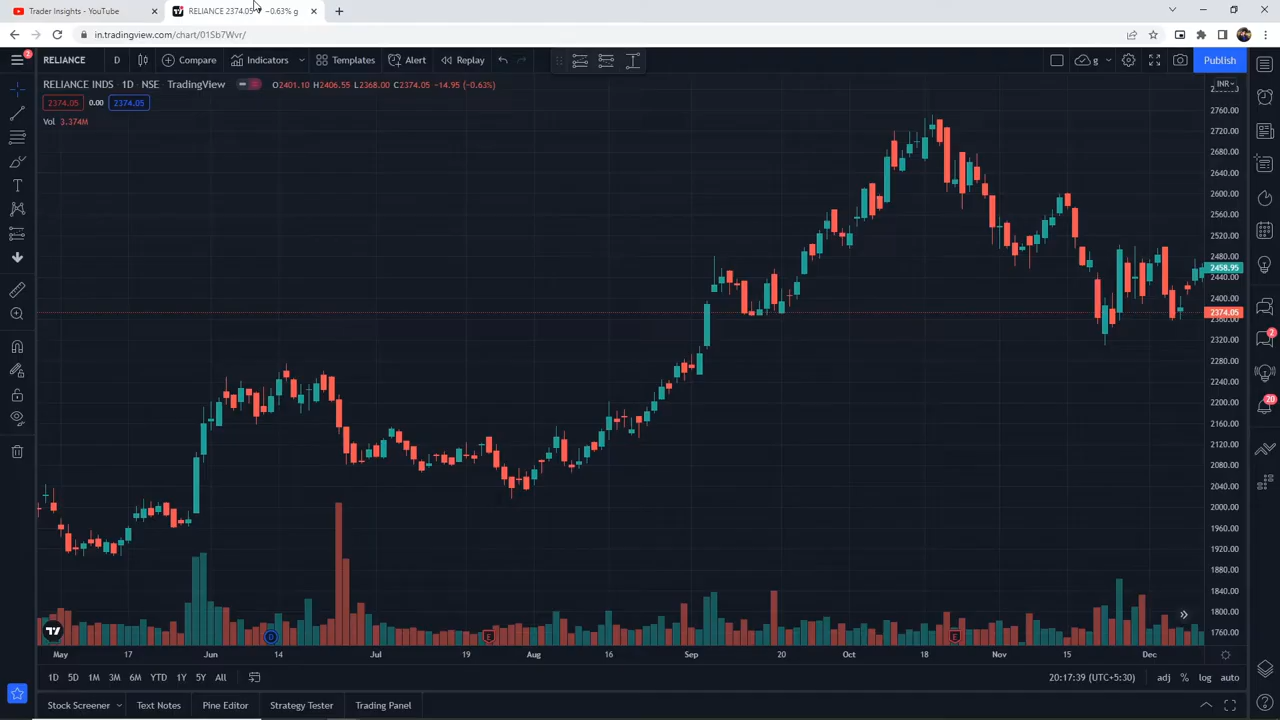 Trader Insights - YouTube
RELIANCE 2374.05 −0.63% g
in.tradingview.com/chart/01Sb7Wvr/
2
RELIANCE
D
Compare
Indicators
Templates
Alert
Replay
g
Publish
RELIANCE INDS 1D NSE TradingView
O2401.10 H2406.55 L2368.00 C2374.05 −14.95 (−0.63%)
INR
2374.05 0.00 2374.05
Vol 3.374M
2760.00
2720.00
2680.00
2640.00
2600.00
2560.00
2520.00
2480.00
2458.95
2440.00
2400.00
2374.05
2360.00
2320.00
2280.00
2240.00
2200.00
2160.00
2120.00
2080.00
2040.00
2000.00
1960.00
1920.00
1880.00
1840.00
1800.00
1760.00
2
20
D
E
E
May 17 Jun 14 Jul 19 Aug 16 Sep 20 Oct 18 Nov 15 Dec
1D 5D 1M 3M 6M YTD 1Y 5Y All
20:17:39 (UTC+5:30)
adj % log auto
Stock Screener
Text Notes
Pine Editor
Strategy Tester
Trading Panel